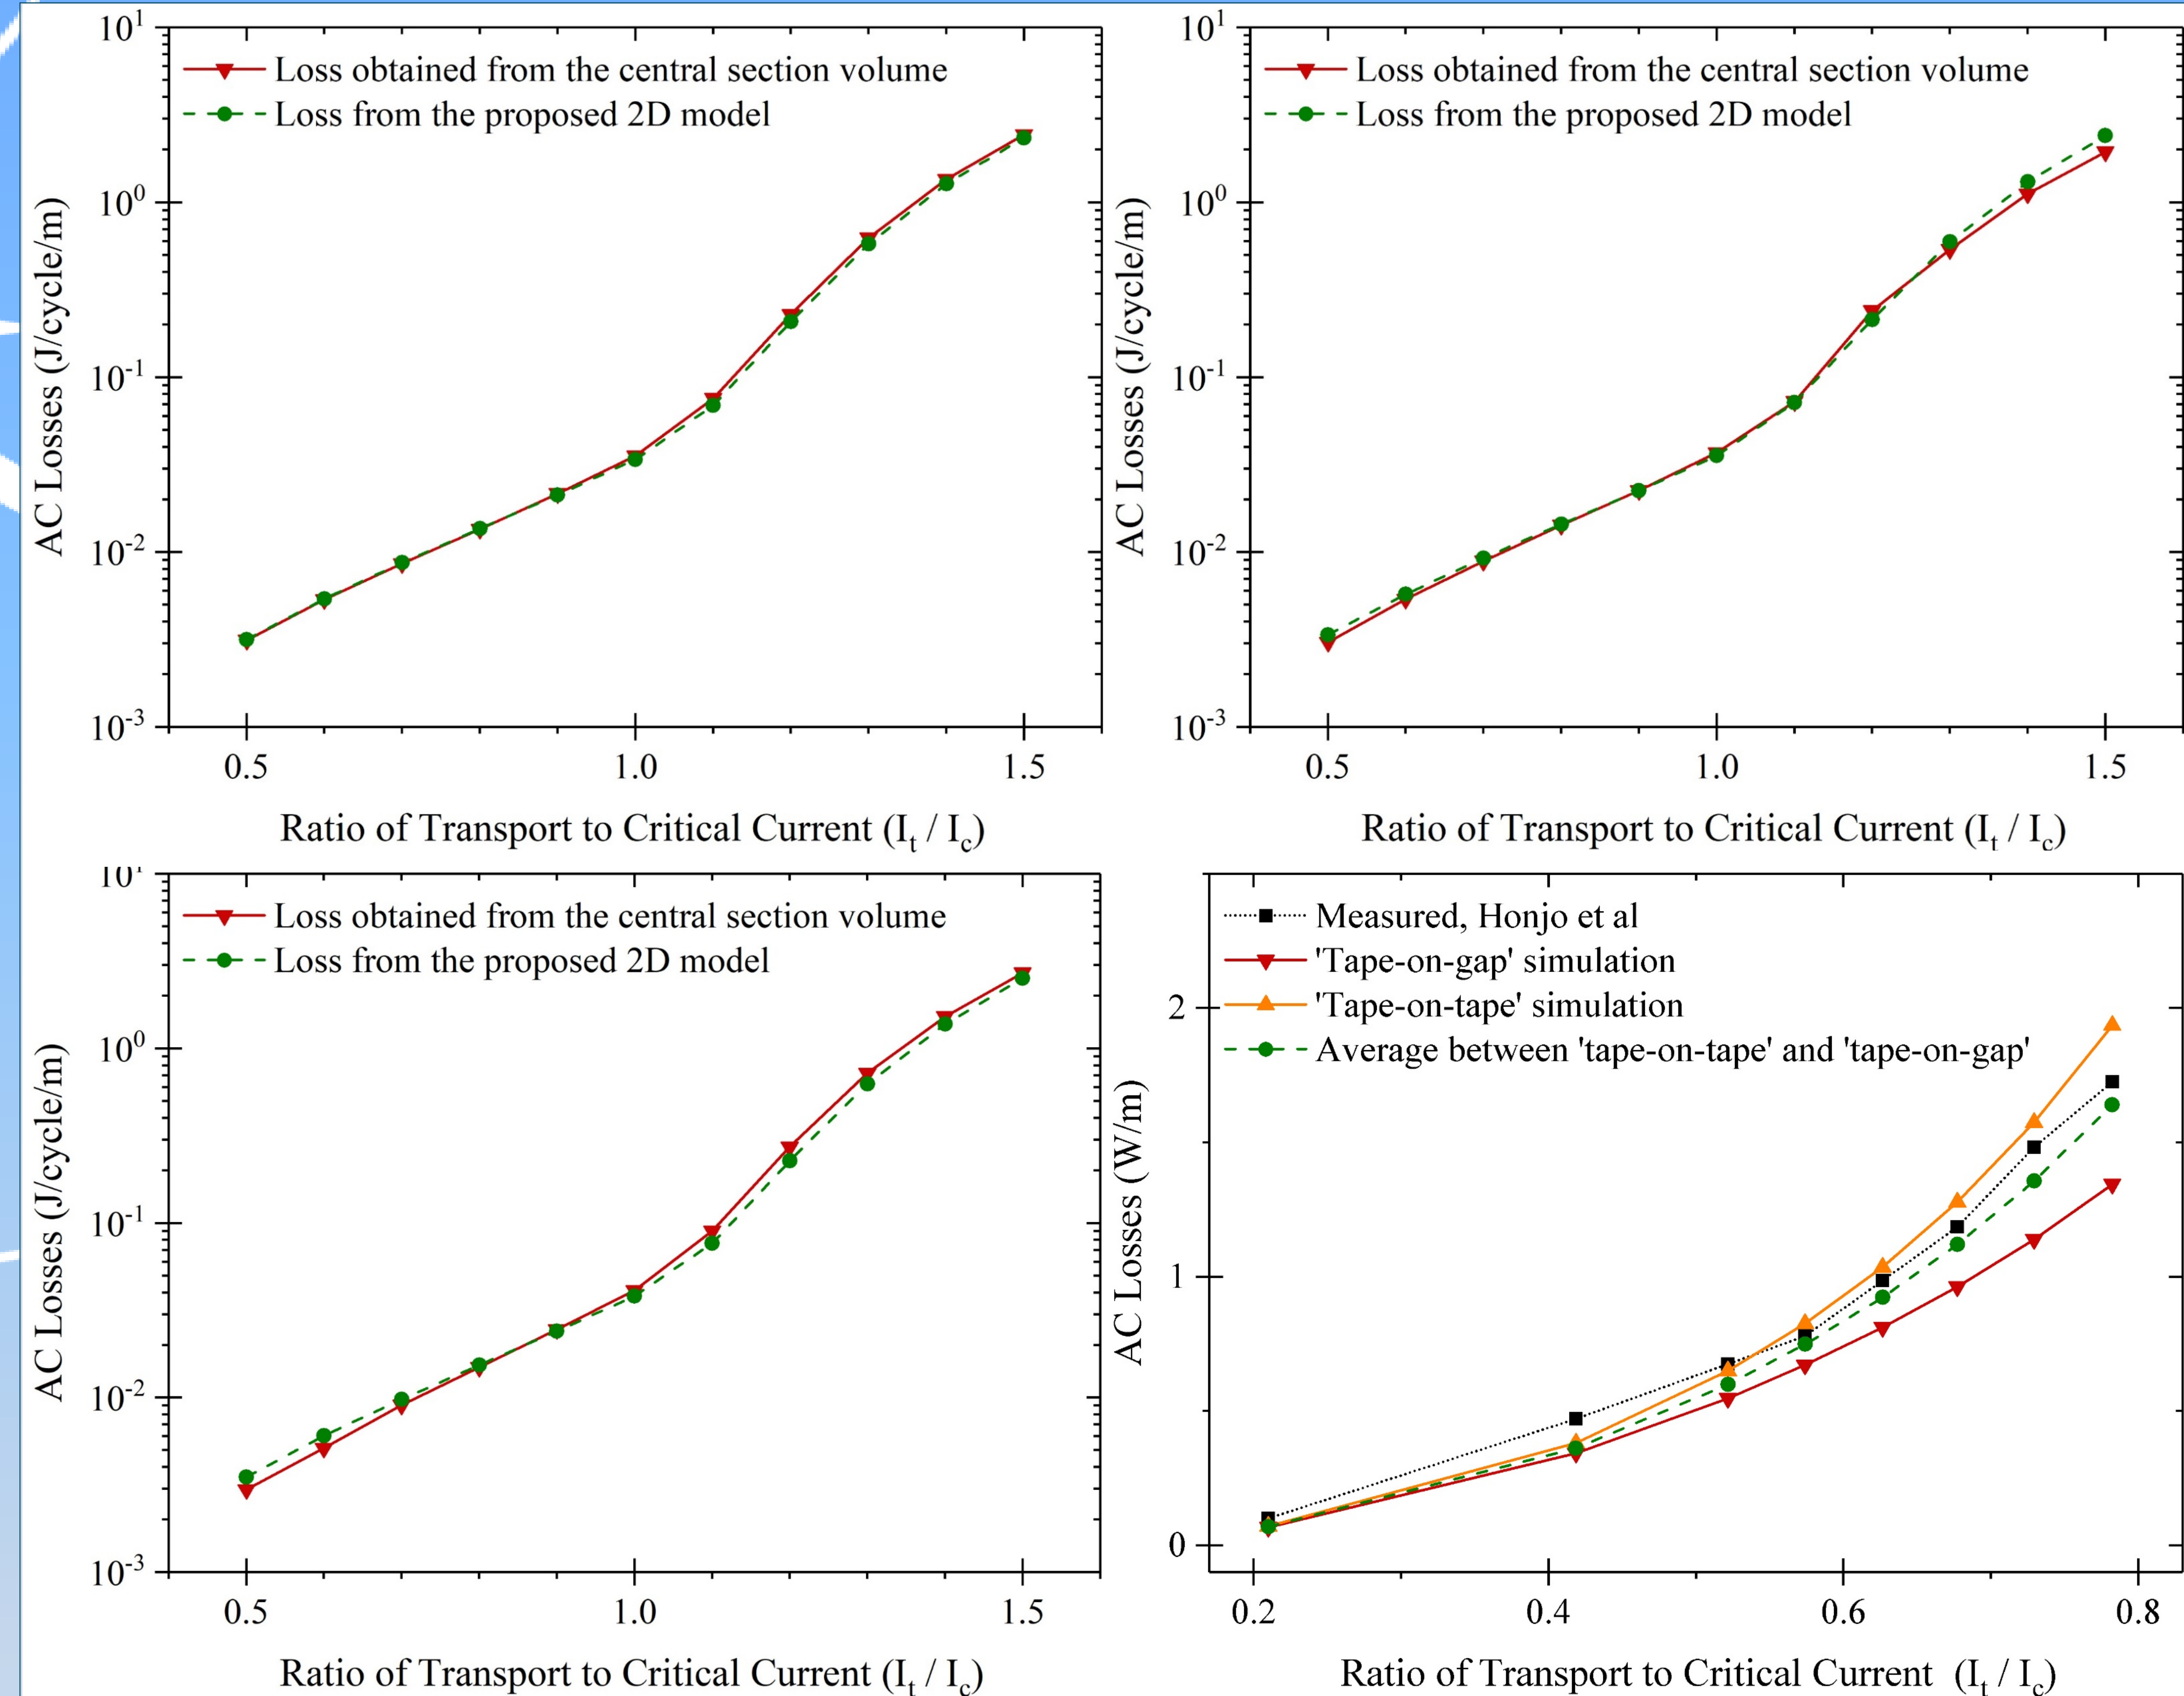 10¹
Loss obtained from the central section volume
Loss from the proposed 2D model
10⁰
10⁻¹
10⁻²
10⁻³
AC Losses (J/cycle/m)
0.5 1.0 1.5
Ratio of Transport to Critical Current (Iₜ / I_c)
10¹
Loss obtained from the central section volume
Loss from the proposed 2D model
10⁰
10⁻¹
10⁻²
10⁻³
AC Losses (J/cycle/m)
0.5 1.0 1.5
Ratio of Transport to Critical Current (Iₜ / I_c)
10¹
Loss obtained from the central section volume
Loss from the proposed 2D model
10⁰
10⁻¹
10⁻²
10⁻³
AC Losses (J/cycle/m)
0.5 1.0 1.5
Ratio of Transport to Critical Current (Iₜ / I_c)
Measured, Honjo et al
'Tape-on-gap' simulation
'Tape-on-tape' simulation
Average between 'tape-on-tape' and 'tape-on-gap'
2
1
0
AC Losses (W/m)
0.2 0.4 0.6 0.8
Ratio of Transport to Critical Current (Iₜ / I_c)